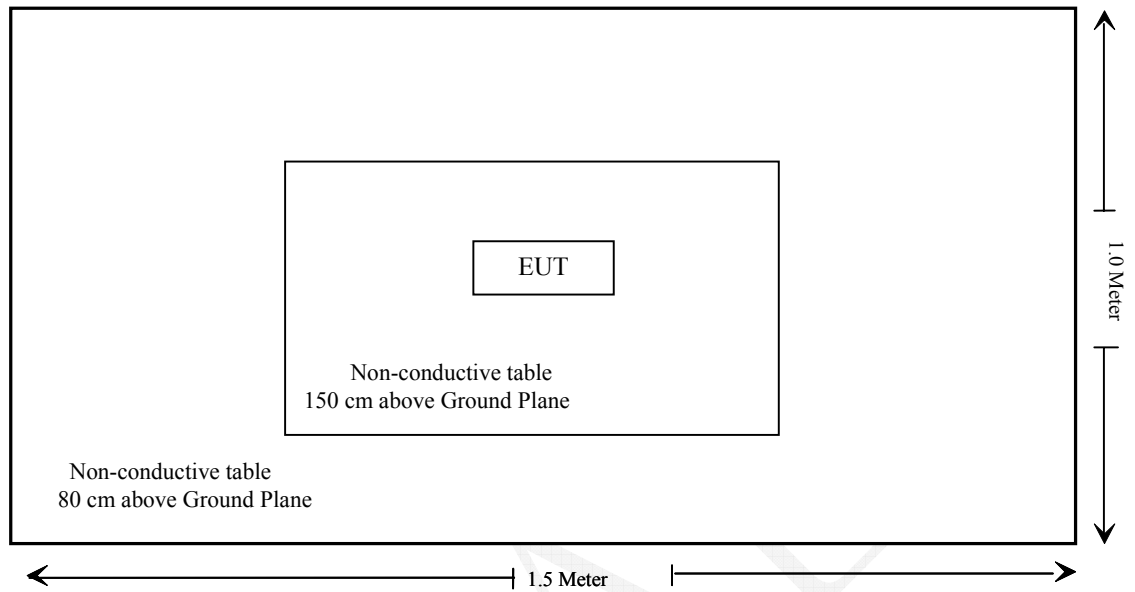 EUT
Non-conductive table
150 cm above Ground Plane
Non-conductive table
80 cm above Ground Plane
1.0 Meter
1.5 Meter